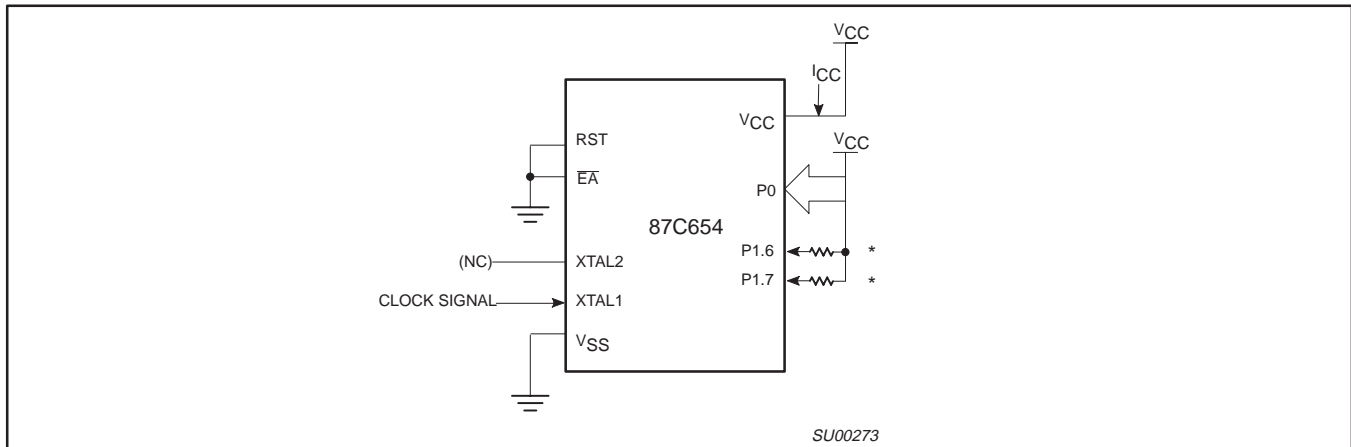 VCC
ICC
VCC
VCC
RST
EA
P0
87C654
P1.6 *
(NC) XTAL2
P1.7 *
CLOCK SIGNAL XTAL1
VSS
SU00273